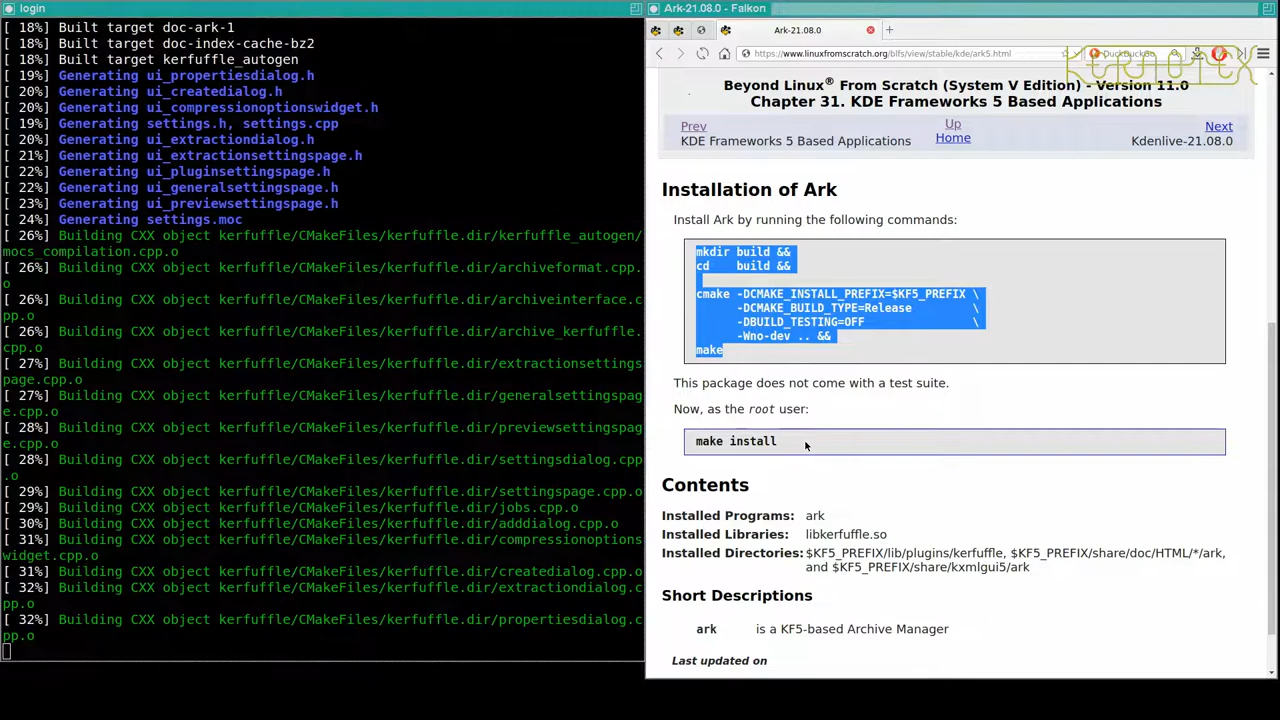 login
[ 18%] Built target doc-ark-1
[ 18%] Built target doc-index-cache-bz2
[ 18%] Built target kerfuffle_autogen
[ 19%] Generating ui_propertiesdialog.h
[ 20%] Generating ui_createdialog.h
[ 20%] Generating ui_compressionoptionswidget.h
[ 19%] Generating settings.h, settings.cpp
[ 20%] Generating ui_extractiondialog.h
[ 21%] Generating ui_extractionsettingspage.h
[ 22%] Generating ui_pluginsettingspage.h
[ 22%] Generating ui_generalsettingspage.h
[ 23%] Generating ui_previewsettingspage.h
[ 24%] Generating settings.moc
[ 26%] Building CXX object kerfuffle/CMakeFiles/kerfuffle.dir/kerfuffle_autogen/
mocs_compilation.cpp.o
[ 26%] Building CXX object kerfuffle/CMakeFiles/kerfuffle.dir/archiveformat.cpp.
o
[ 26%] Building CXX object kerfuffle/CMakeFiles/kerfuffle.dir/archiveinterface.c
pp.o
[ 26%] Building CXX object kerfuffle/CMakeFiles/kerfuffle.dir/archive_kerfuffle.
cpp.o
[ 27%] Building CXX object kerfuffle/CMakeFiles/kerfuffle.dir/extractionsettings
page.cpp.o
[ 27%] Building CXX object kerfuffle/CMakeFiles/kerfuffle.dir/generalsettingspag
e.cpp.o
[ 28%] Building CXX object kerfuffle/CMakeFiles/kerfuffle.dir/previewsettingspag
e.cpp.o
[ 28%] Building CXX object kerfuffle/CMakeFiles/kerfuffle.dir/settingsdialog.cpp
.o
[ 29%] Building CXX object kerfuffle/CMakeFiles/kerfuffle.dir/settingspage.cpp.o
[ 29%] Building CXX object kerfuffle/CMakeFiles/kerfuffle.dir/jobs.cpp.o
[ 30%] Building CXX object kerfuffle/CMakeFiles/kerfuffle.dir/adddialog.cpp.o
[ 31%] Building CXX object kerfuffle/CMakeFiles/kerfuffle.dir/compressionoptions
widget.cpp.o
[ 31%] Building CXX object kerfuffle/CMakeFiles/kerfuffle.dir/createdialog.cpp.o
[ 32%] Building CXX object kerfuffle/CMakeFiles/kerfuffle.dir/extractiondialog.c
pp.o
[ 32%] Building CXX object kerfuffle/CMakeFiles/kerfuffle.dir/propertiesdialog.c
pp.o
Ark-21.08.0 - Falkon
Ark-21.08.0
https://www.linuxfromscratch.org/blfs/view/stable/kde/ark5.html
Beyond Linux® From Scratch (System V Edition) - Version 11.0
Chapter 31. KDE Frameworks 5 Based Applications
Prev Up Next
KDE Frameworks 5 Based Applications Home Kdenlive-21.08.0
Installation of Ark
Install Ark by running the following commands:
mkdir build &&
cd    build &&
cmake -DCMAKE_INSTALL_PREFIX=$KF5_PREFIX \
-DCMAKE_BUILD_TYPE=Release \
-DBUILD_TESTING=OFF \
-Wno-dev .. &&
make
This package does not come with a test suite.
Now, as the root user:
make install
Contents
Installed Programs: ark
Installed Libraries: libkerfuffle.so
Installed Directories: $KF5_PREFIX/lib/plugins/kerfuffle, $KF5_PREFIX/share/doc/HTML/*/ark,
and $KF5_PREFIX/share/kxmlgui5/ark
Short Descriptions
ark is a KF5-based Archive Manager
Last updated on